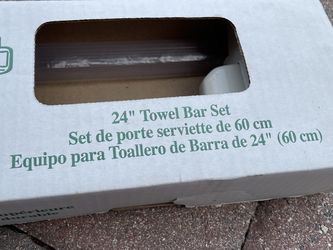 24" Towel Bar Set
Set de porte serviette de 60 cm
Equipo para Toallero de Barra de 24" (60 cm)